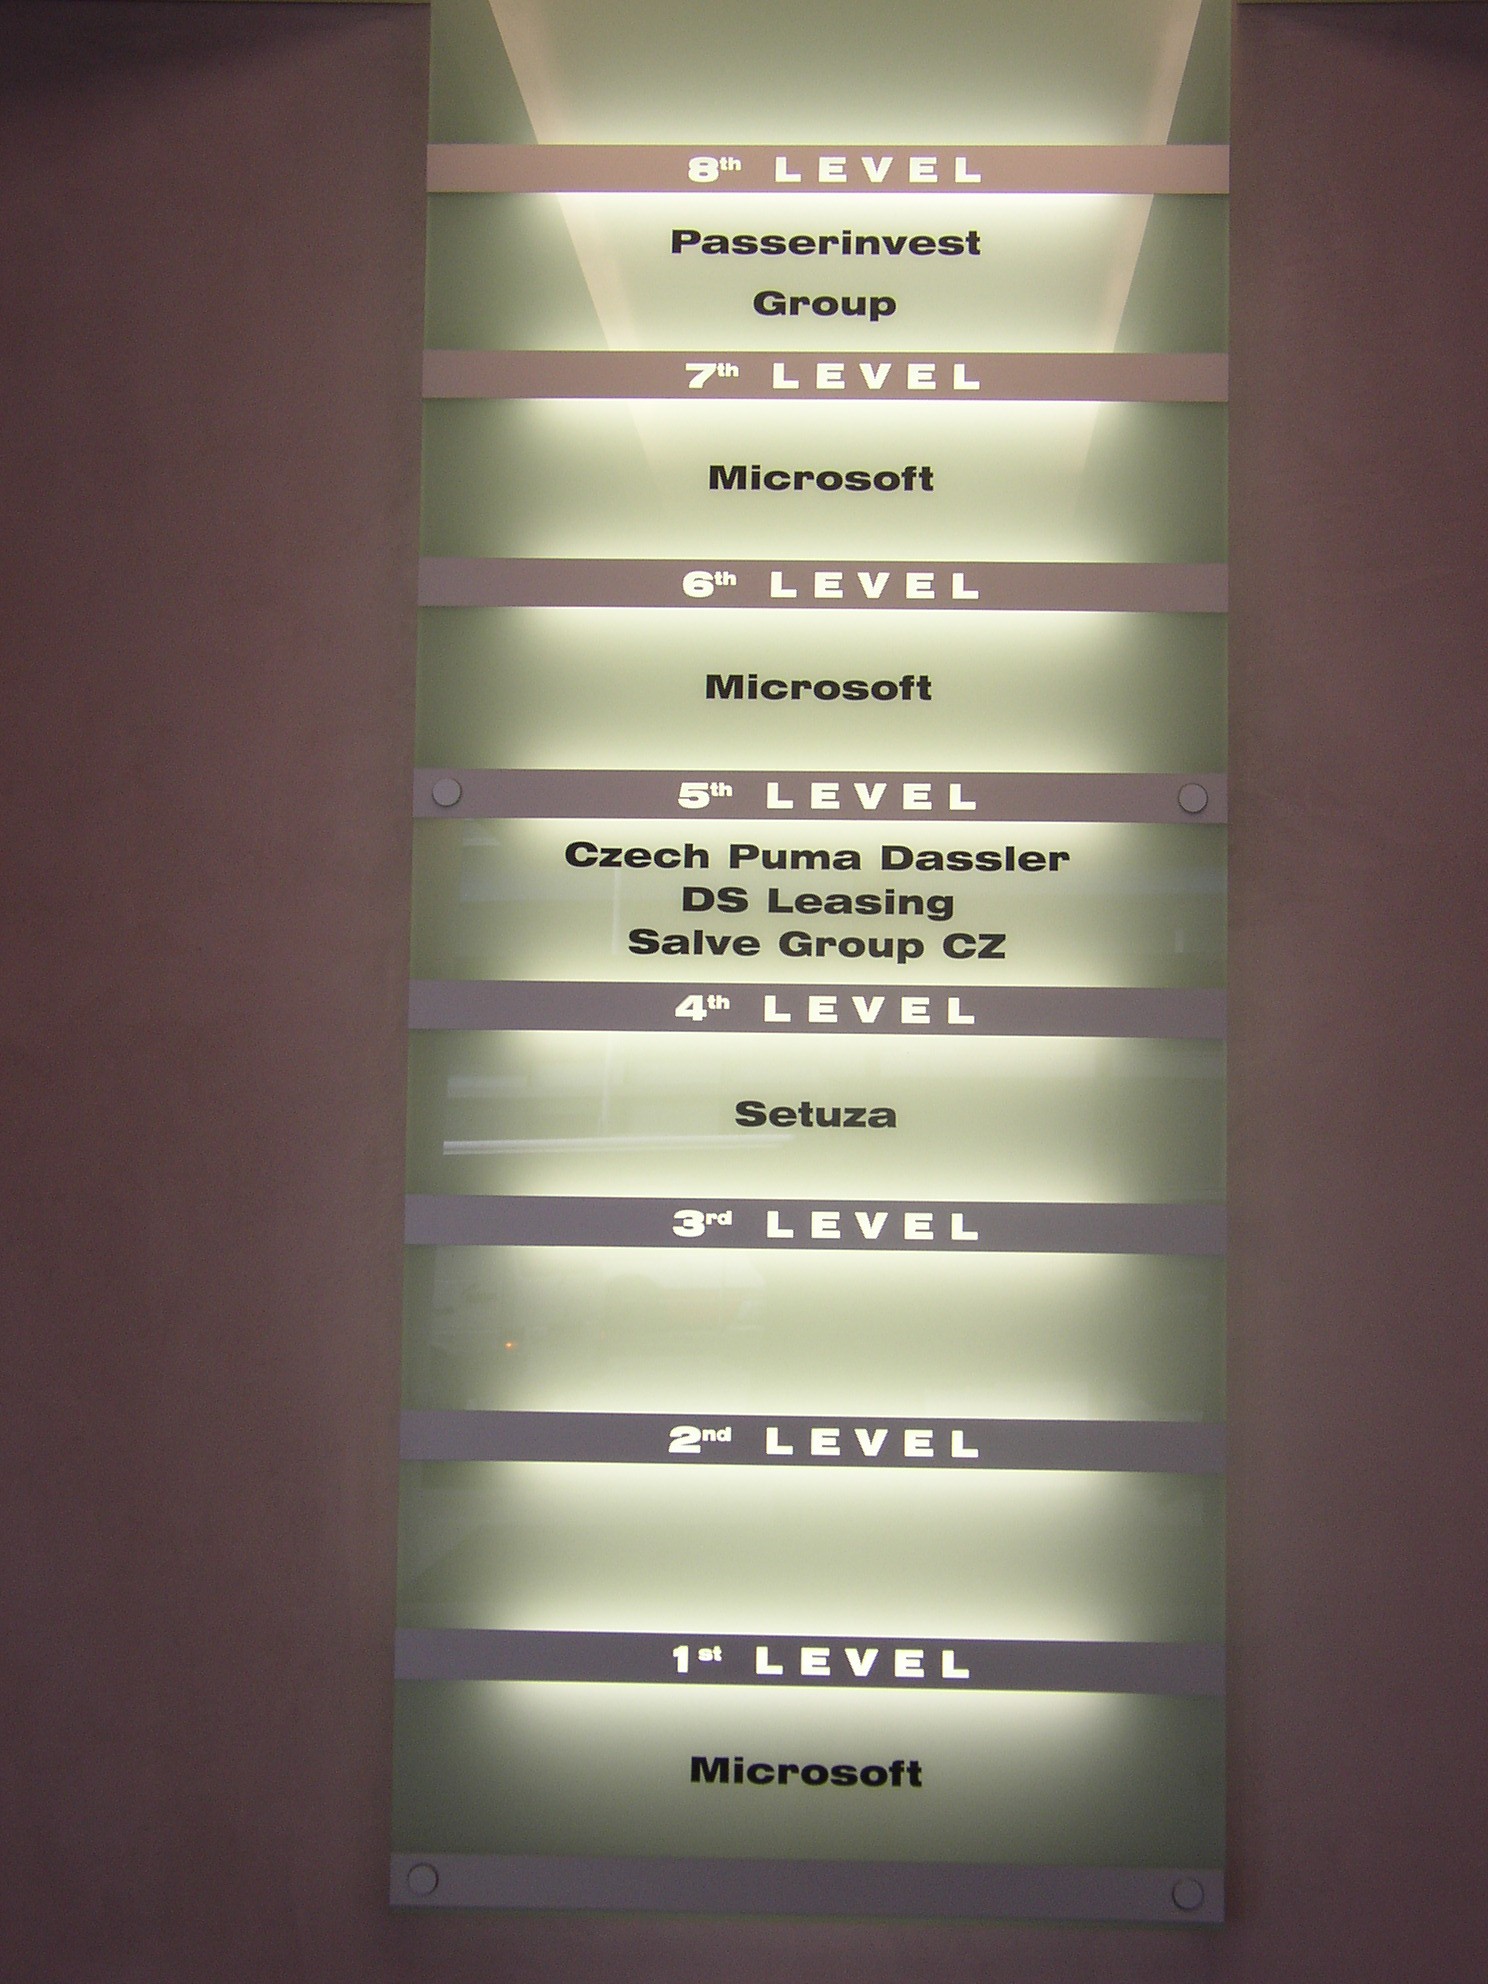 8th LEVEL
Passerinvest
Group
7th LEVEL
Microsoft
6th LEVEL
Microsoft
5th LEVEL
Czech Puma Dassler
DS Leasing
Salve Group CZ
4th LEVEL
Setuza
3rd LEVEL
2nd LEVEL
1st LEVEL
Microsoft